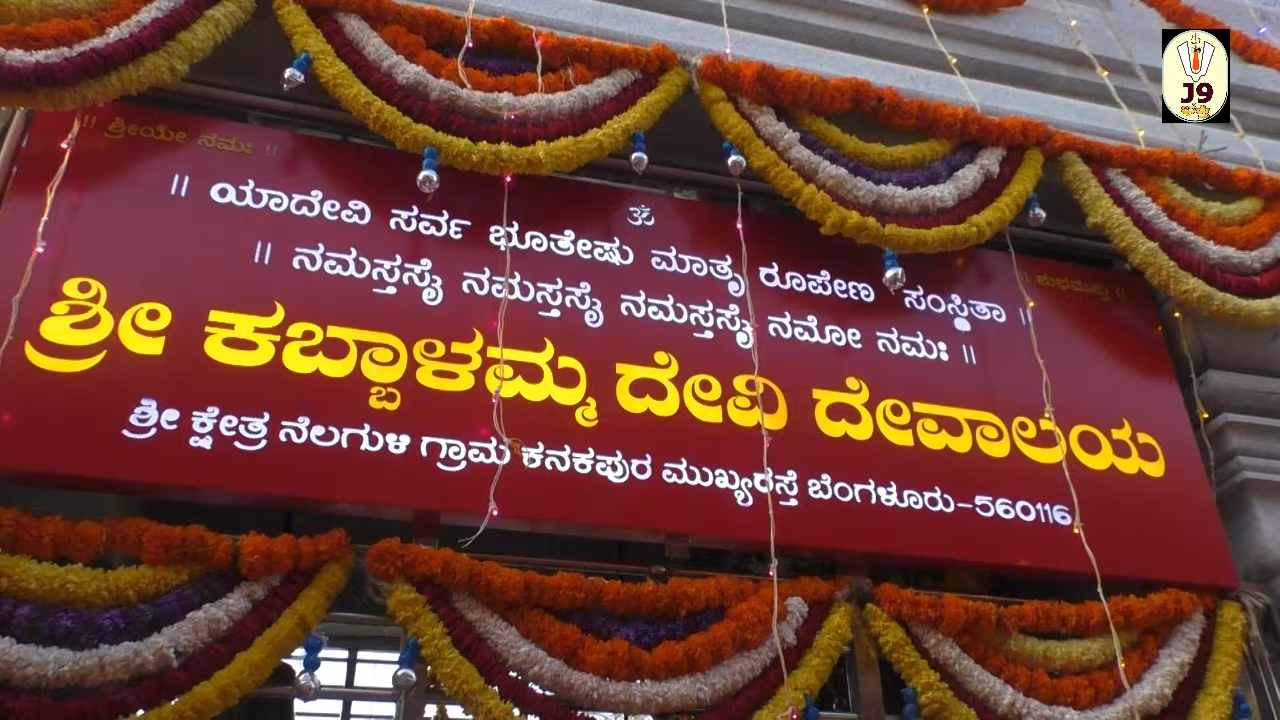 ॥ ಶ್ರೀಯೇ ನಮಃ ॥
ॐ
॥ ಶುಭಮಸ್ತು ॥
॥ ಯಾದೇವಿ ಸರ್ವ ಭೂತೇಷು ಮಾತೃ ರೂಪೇಣ ಸಂಸ್ಥಿತಾ ॥
॥ ನಮಸ್ತಸೈ ನಮಸ್ತಸೈ ನಮಸ್ತಸೈ ನಮೋ ನಮಃ ॥
ಶ್ರೀ ಕಬ್ಬಾಳಮ್ಮ ದೇವಿ ದೇವಾಲಯ
ಶ್ರೀ ಕ್ಷೇತ್ರ ನೆಲಗುಳಿ ಗ್ರಾಮ ಕನಕಪುರ ಮುಖ್ಯರಸ್ತೆ ಬೆಂಗಳೂರು-560116
J9